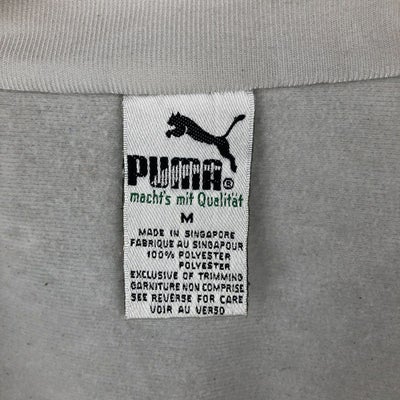 PUMA®
macht's mit Qualität
M
MADE IN SINGAPORE
FABRIQUE AU SINGAPOUR
100% POLYESTER
POLYESTER
EXCLUSIVE OF TRIMMING
GARNITURE NON COMPRISE
SEE REVERSE FOR CARE
VOIR AU VERSO